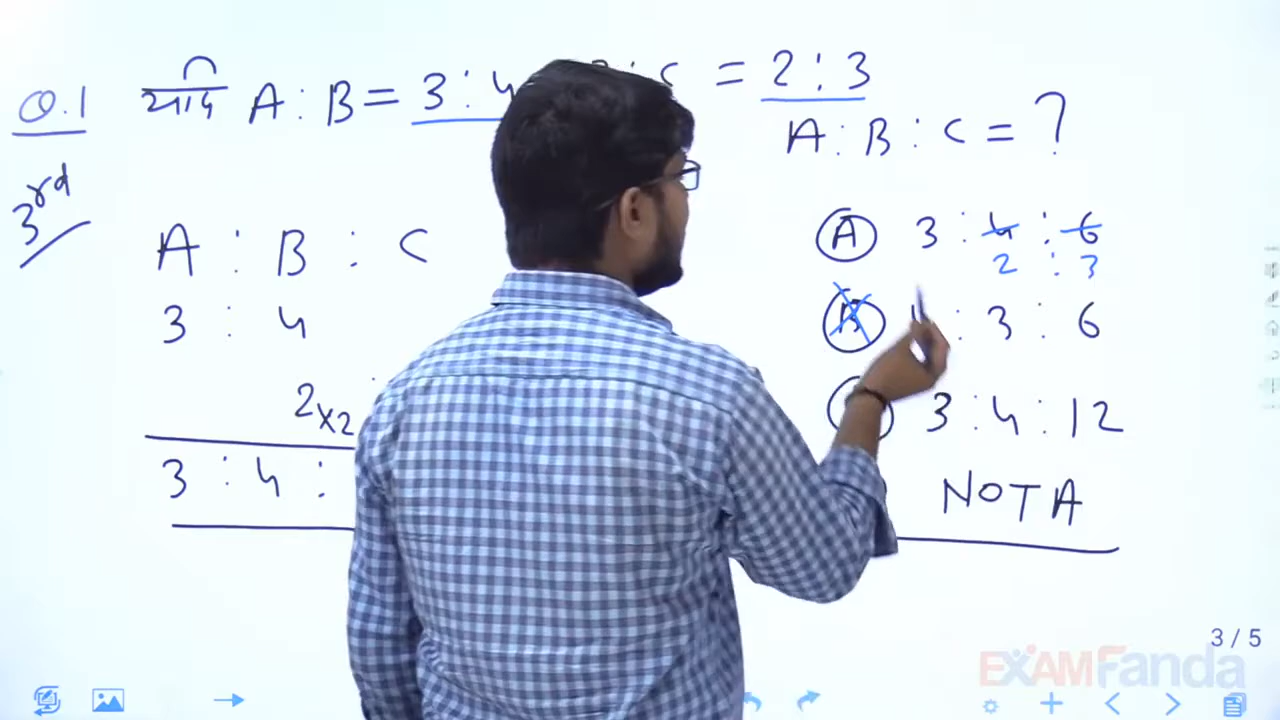 Q.1 यदि A : B = 3 : 4 : C = 2 : 3
A : B : C = ?
3rd
A : B : C
3 : 4
2x2
3 : 4 :
(A) 3 : 4 : 6
2 : 3
(B) : 3 : 6
3 : 4 : 12
NOTA
3 / 5
EXAMFanda